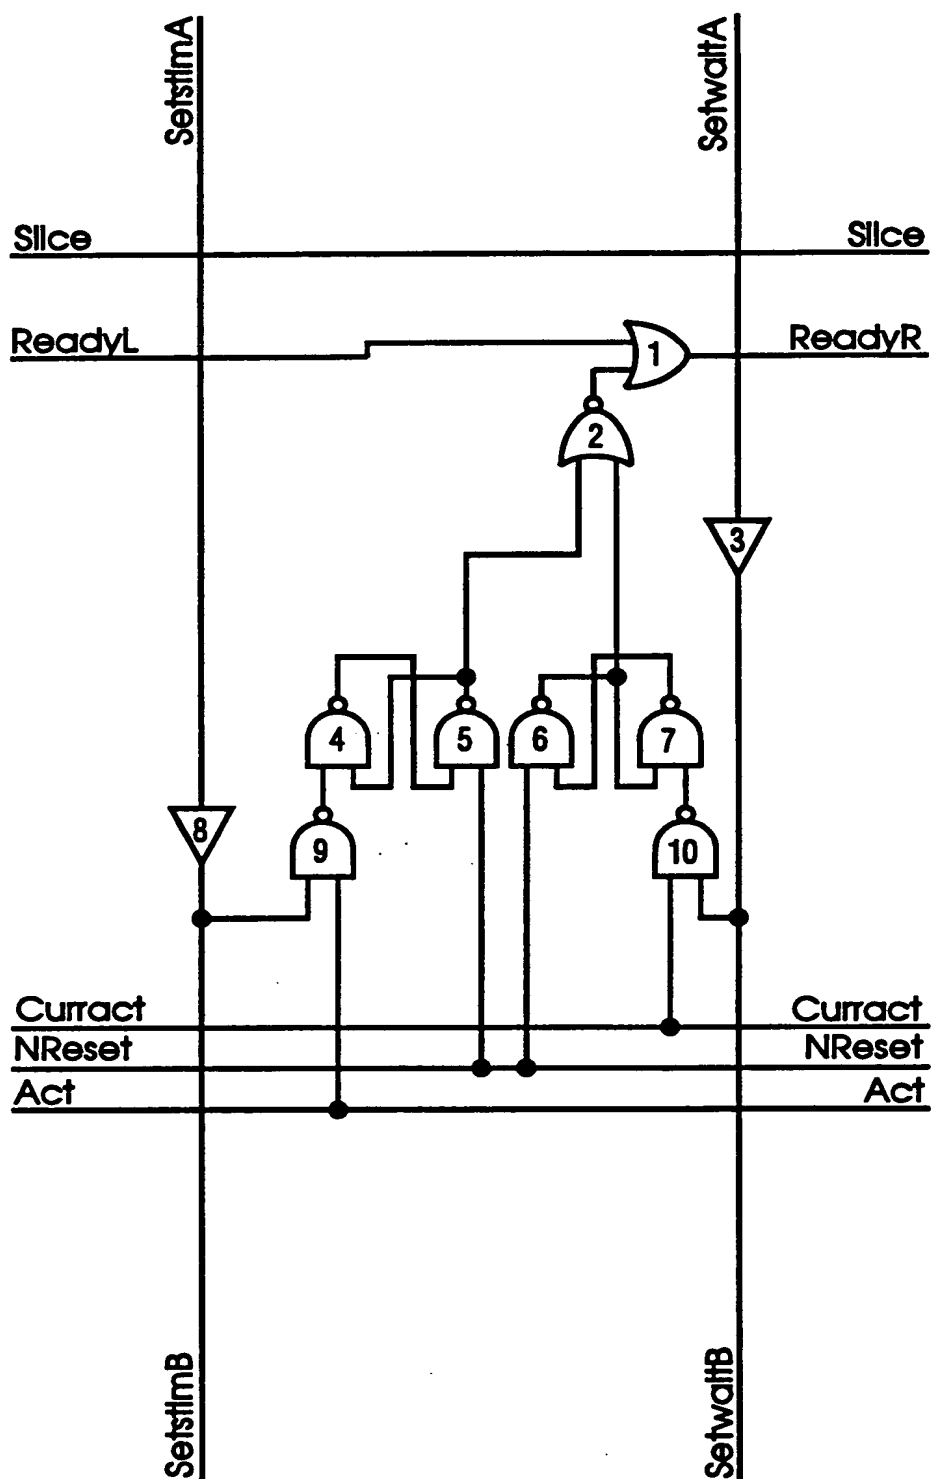 SetstimA
SetwaitA
Slice
Slice
ReadyL
ReadyR
1
2
3
4
5
6
7
8
9
10
Curract
Curract
NReset
NReset
Act
Act
SetstimB
SetwaitB